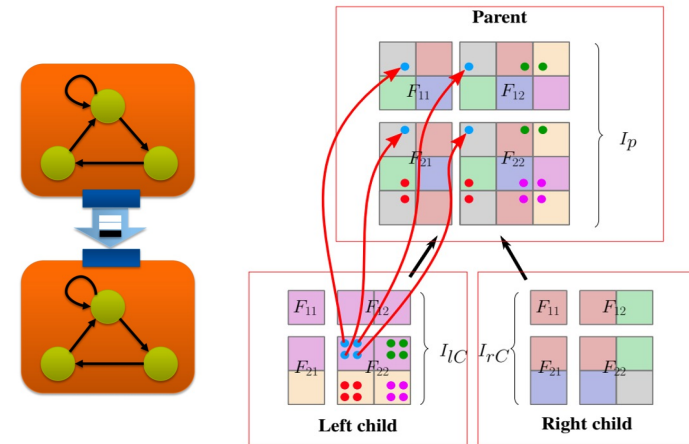 Parent
F11 F12
F21 F22
Ip
F11 F12
F21 F22
IlC
IrC
F11 F12
F21 F22
Left child
Right child